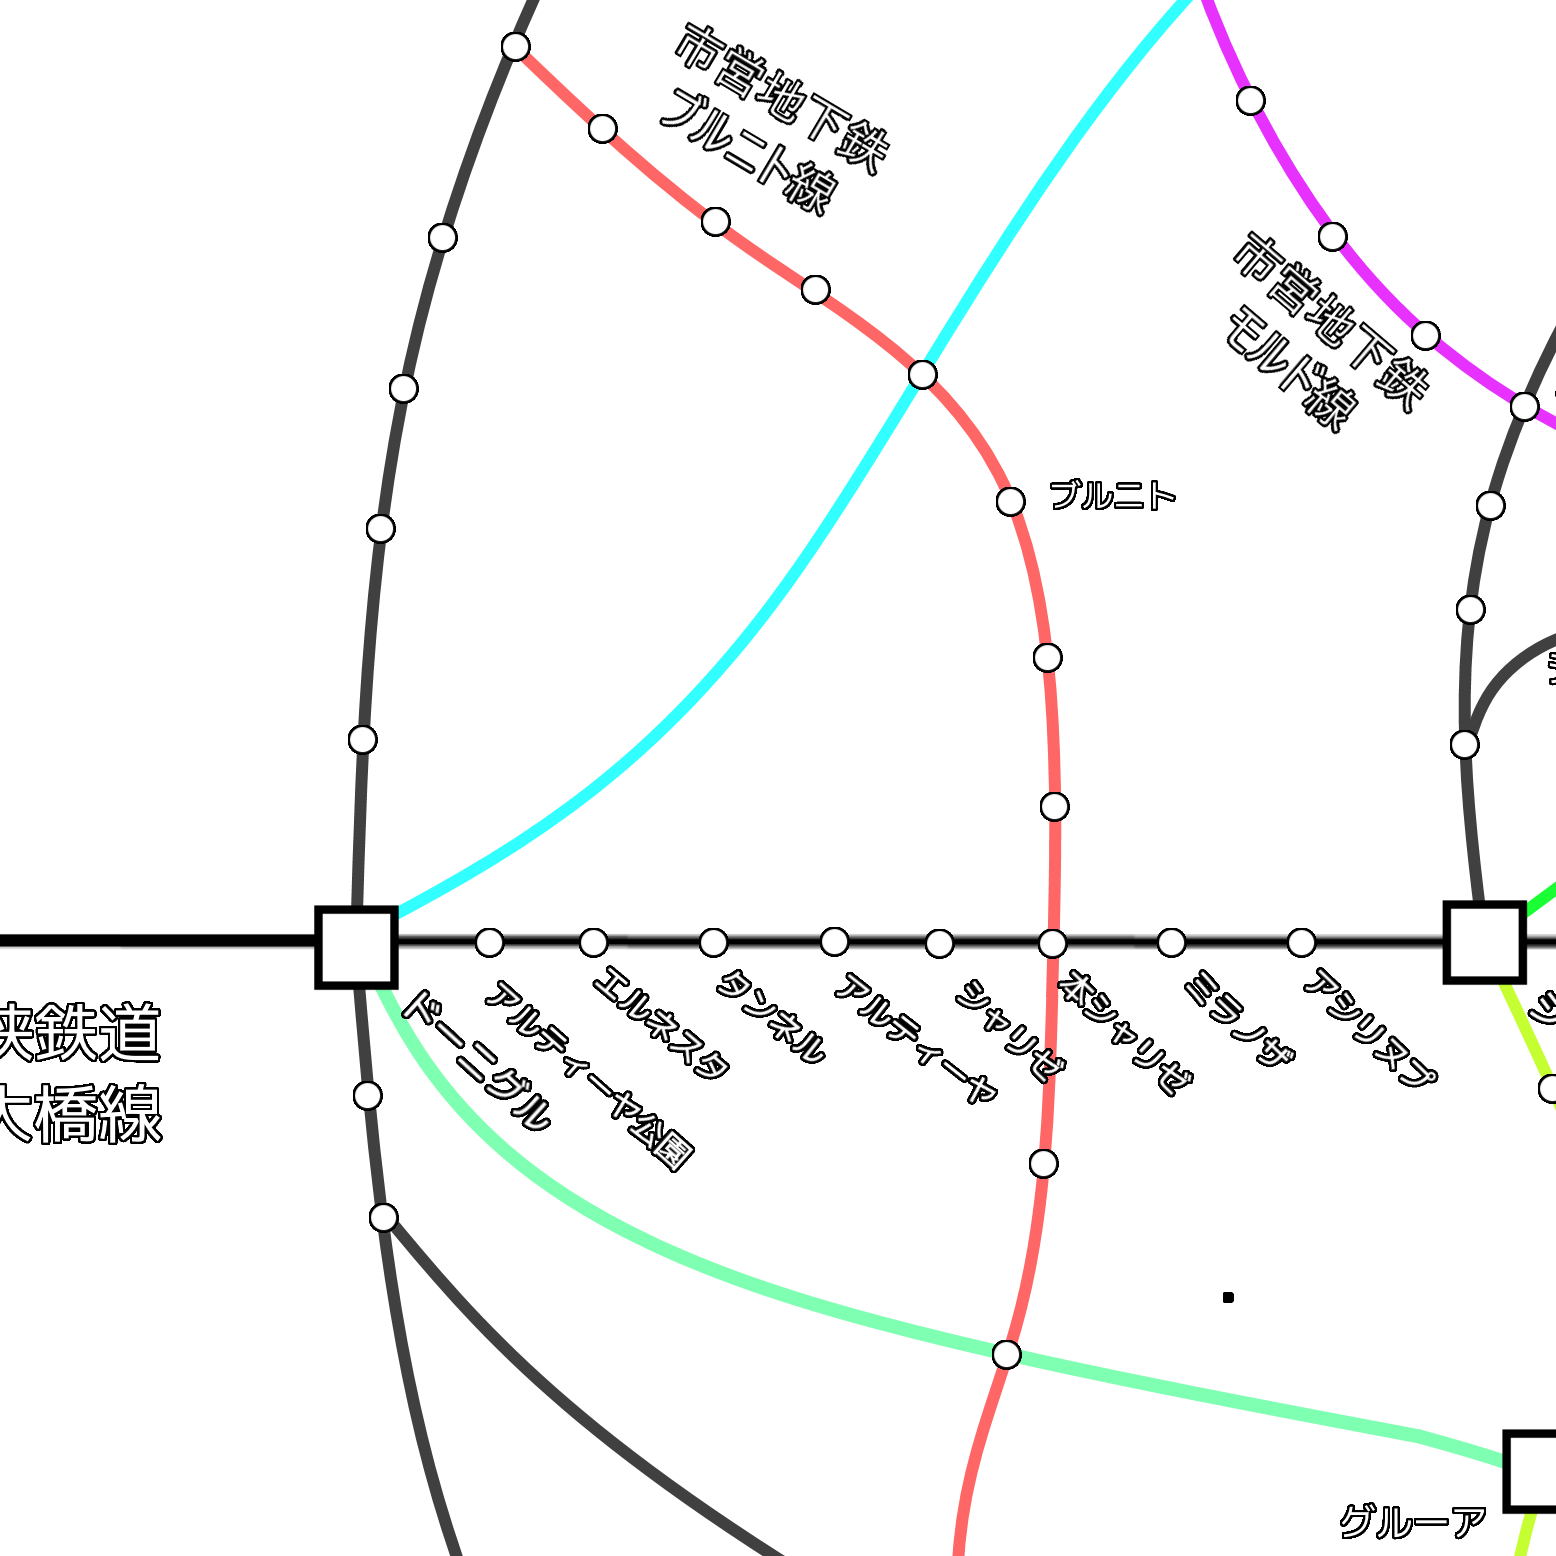 市営地下鉄
ブルニト線
市営地下鉄
モルド線
ブルニト
ドーニグル
アルティーヤ公園
エルネスタ
タンネル
アルティーヤ
シャリゼ
本シャリゼ
ミラノザ
アシリヌプ
峡鉄道
大橋線
グルーア